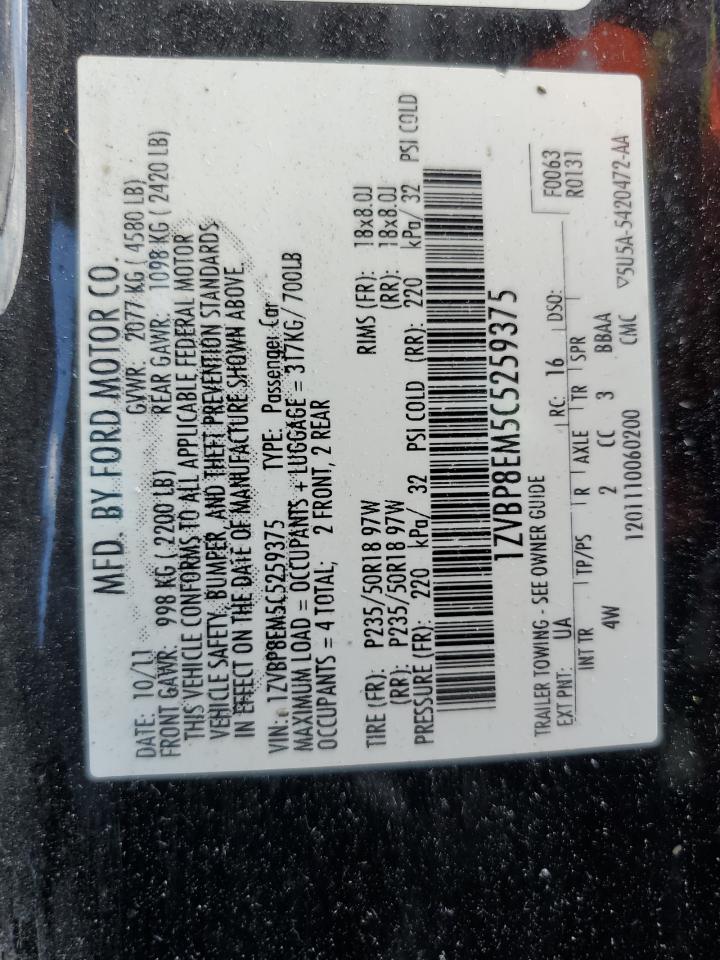 MFD. BY FORD MOTOR CO.
DATE: 10/11 GVWR: 2077 KG ( 4580 LB)
FRONT GAWR: 998 KG ( 2200 LB) REAR GAWR: 1098 KG ( 2420 LB)
THIS VEHICLE CONFORMS TO ALL APPLICABLE FEDERAL MOTOR
VEHICLE SAFETY, BUMPER, AND THEFT PREVENTION STANDARDS
IN EFFECT ON THE DATE OF MANUFACTURE SHOWN ABOVE.
VIN: 1ZVBP8EM5C5259375 TYPE: Passenger Car
MAXIMUM LOAD = OCCUPANTS + LUGGAGE = 317KG/ 700LB
OCCUPANTS = 4 TOTAL; 2 FRONT, 2 REAR
TIRE (FR): P235/50R18 97W RIMS (FR): 18x8.0J
(RR): P235/50R18 97W (RR): 18x8.0J
PRESSURE (FR): 220 kPa/ 32 PSI COLD (RR): 220 kPa/ 32 PSI COLD
1ZVBP8EM5C5259375
TRAILER TOWING - SEE OWNER GUIDE F0063
EXT PNT: UA RC: 16 DSO: R0131
INT TR TP/PS R AXLE TR SPR
4W 2 CC 3 BBAA
1201110060200 CMC ▽5U5A-5420472-AA